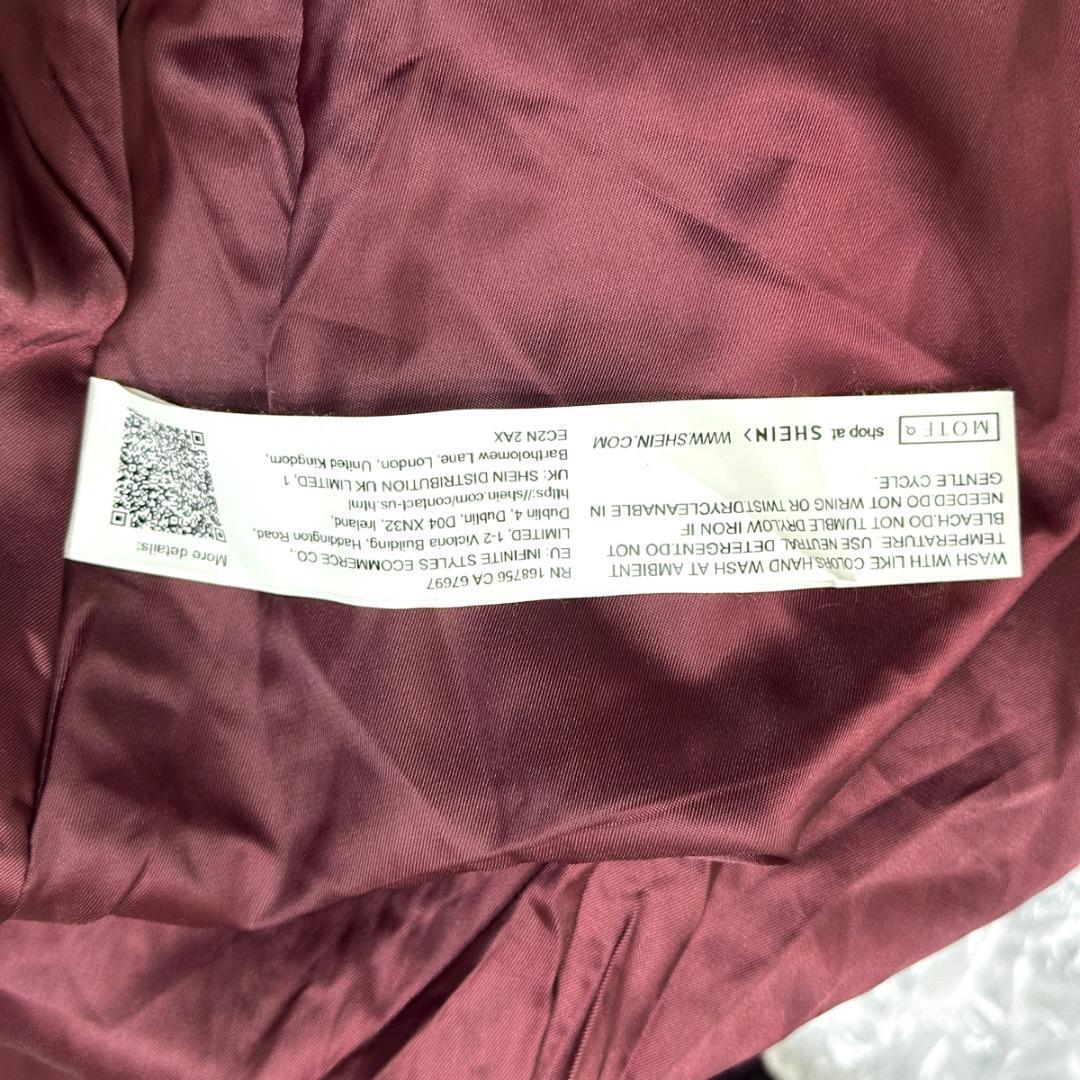 WASH WITH LIKE COLORS.HAND WASH AT AMBIENT
TEMPERATURE. USE NEUTRAL DETERGENT.DO NOT
BLEACH.DO NOT TUMBLE DRY.LOW IRON IF
NEEDED.DO NOT WRING OR TWIST.DRYCLEANABLE IN
GENTLE CYCLE.
MOTF
shop at SHEIN> WWW.SHEIN.COM
RN 168756 CA 67697
EU: INFINITE STYLES ECOMMERCE CO.,
LIMITED, 1-2 Victoria Building, Haddington Road,
Dublin 4, Dublin, D04 XN32, Ireland,
https://shein.com/contact-us.html
UK: SHEIN DISTRIBUTION UK LIMITED, 1
Bartholomew Lane, London, United Kingdom,
EC2N 2AX
More details: